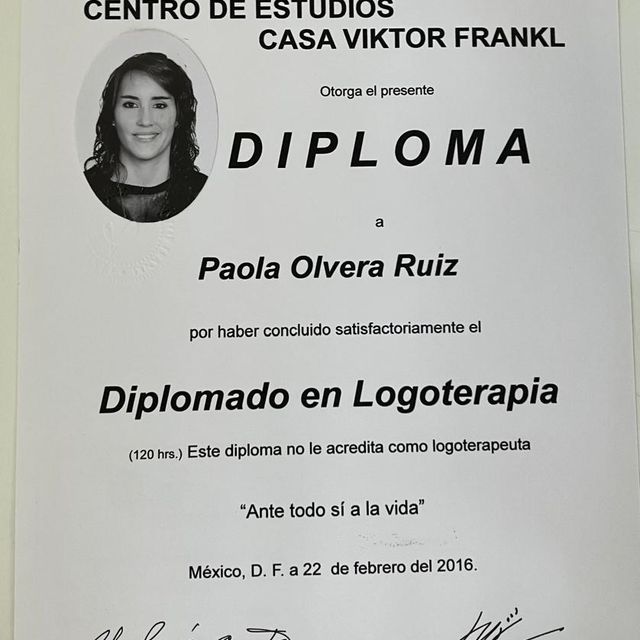 CENTRO DE ESTUDIOS
CASA VIKTOR FRANKL
Otorga el presente
DIPLOMA
a
Paola Olvera Ruiz
por haber concluido satisfactoriamente el
Diplomado en Logoterapia
(120 hrs.) Este diploma no le acredita como logoterapeuta
“Ante todo sí a la vida”
México, D. F. a 22 de febrero del 2016.